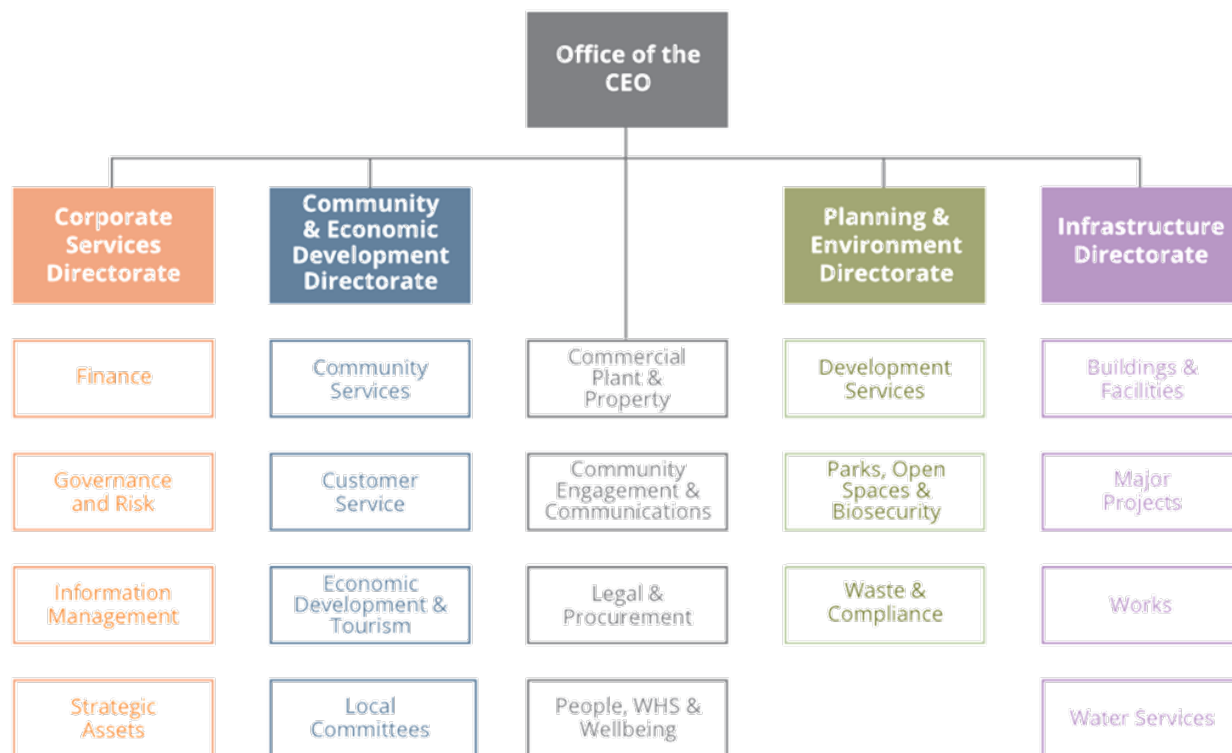 Office of the
CEO
Corporate
Services
Directorate
Community
& Economic
Development
Directorate
Planning &
Environment
Directorate
Infrastructure
Directorate
Finance
Community
Services
Commercial
Plant &
Property
Development
Services
Buildings &
Facilities
Governance
and Risk
Customer
Service
Community
Engagement &
Communications
Parks, Open
Spaces &
Biosecurity
Major
Projects
Information
Management
Economic
Development &
Tourism
Legal &
Procurement
Waste &
Compliance
Works
Strategic
Assets
Local
Committees
People, WHS &
Wellbeing
Water Services